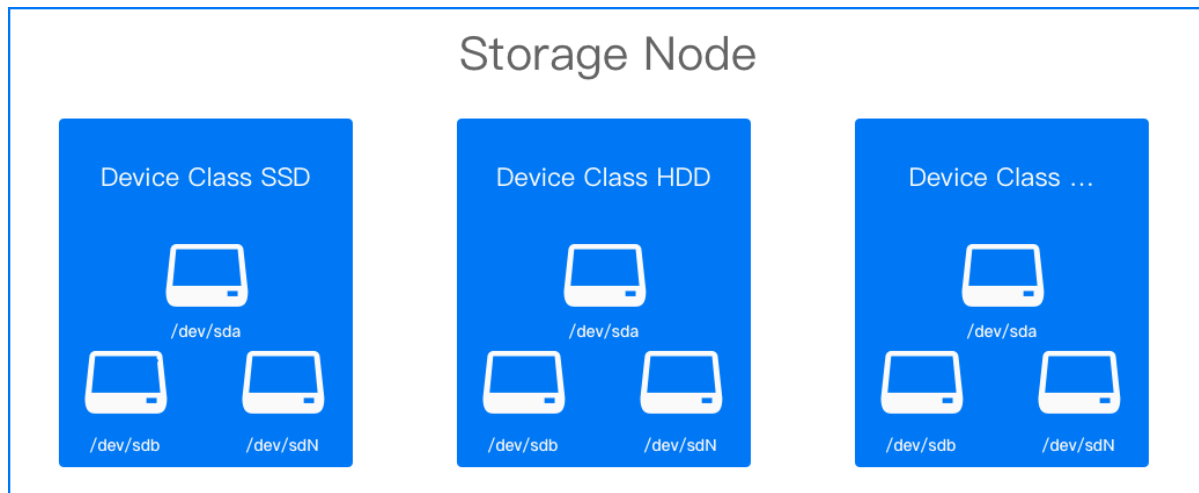 Storage Node
Device Class SSD
/dev/sda
/dev/sdb
/dev/sdN
Device Class HDD
/dev/sda
/dev/sdb
/dev/sdN
Device Class ...
/dev/sda
/dev/sdb
/dev/sdN